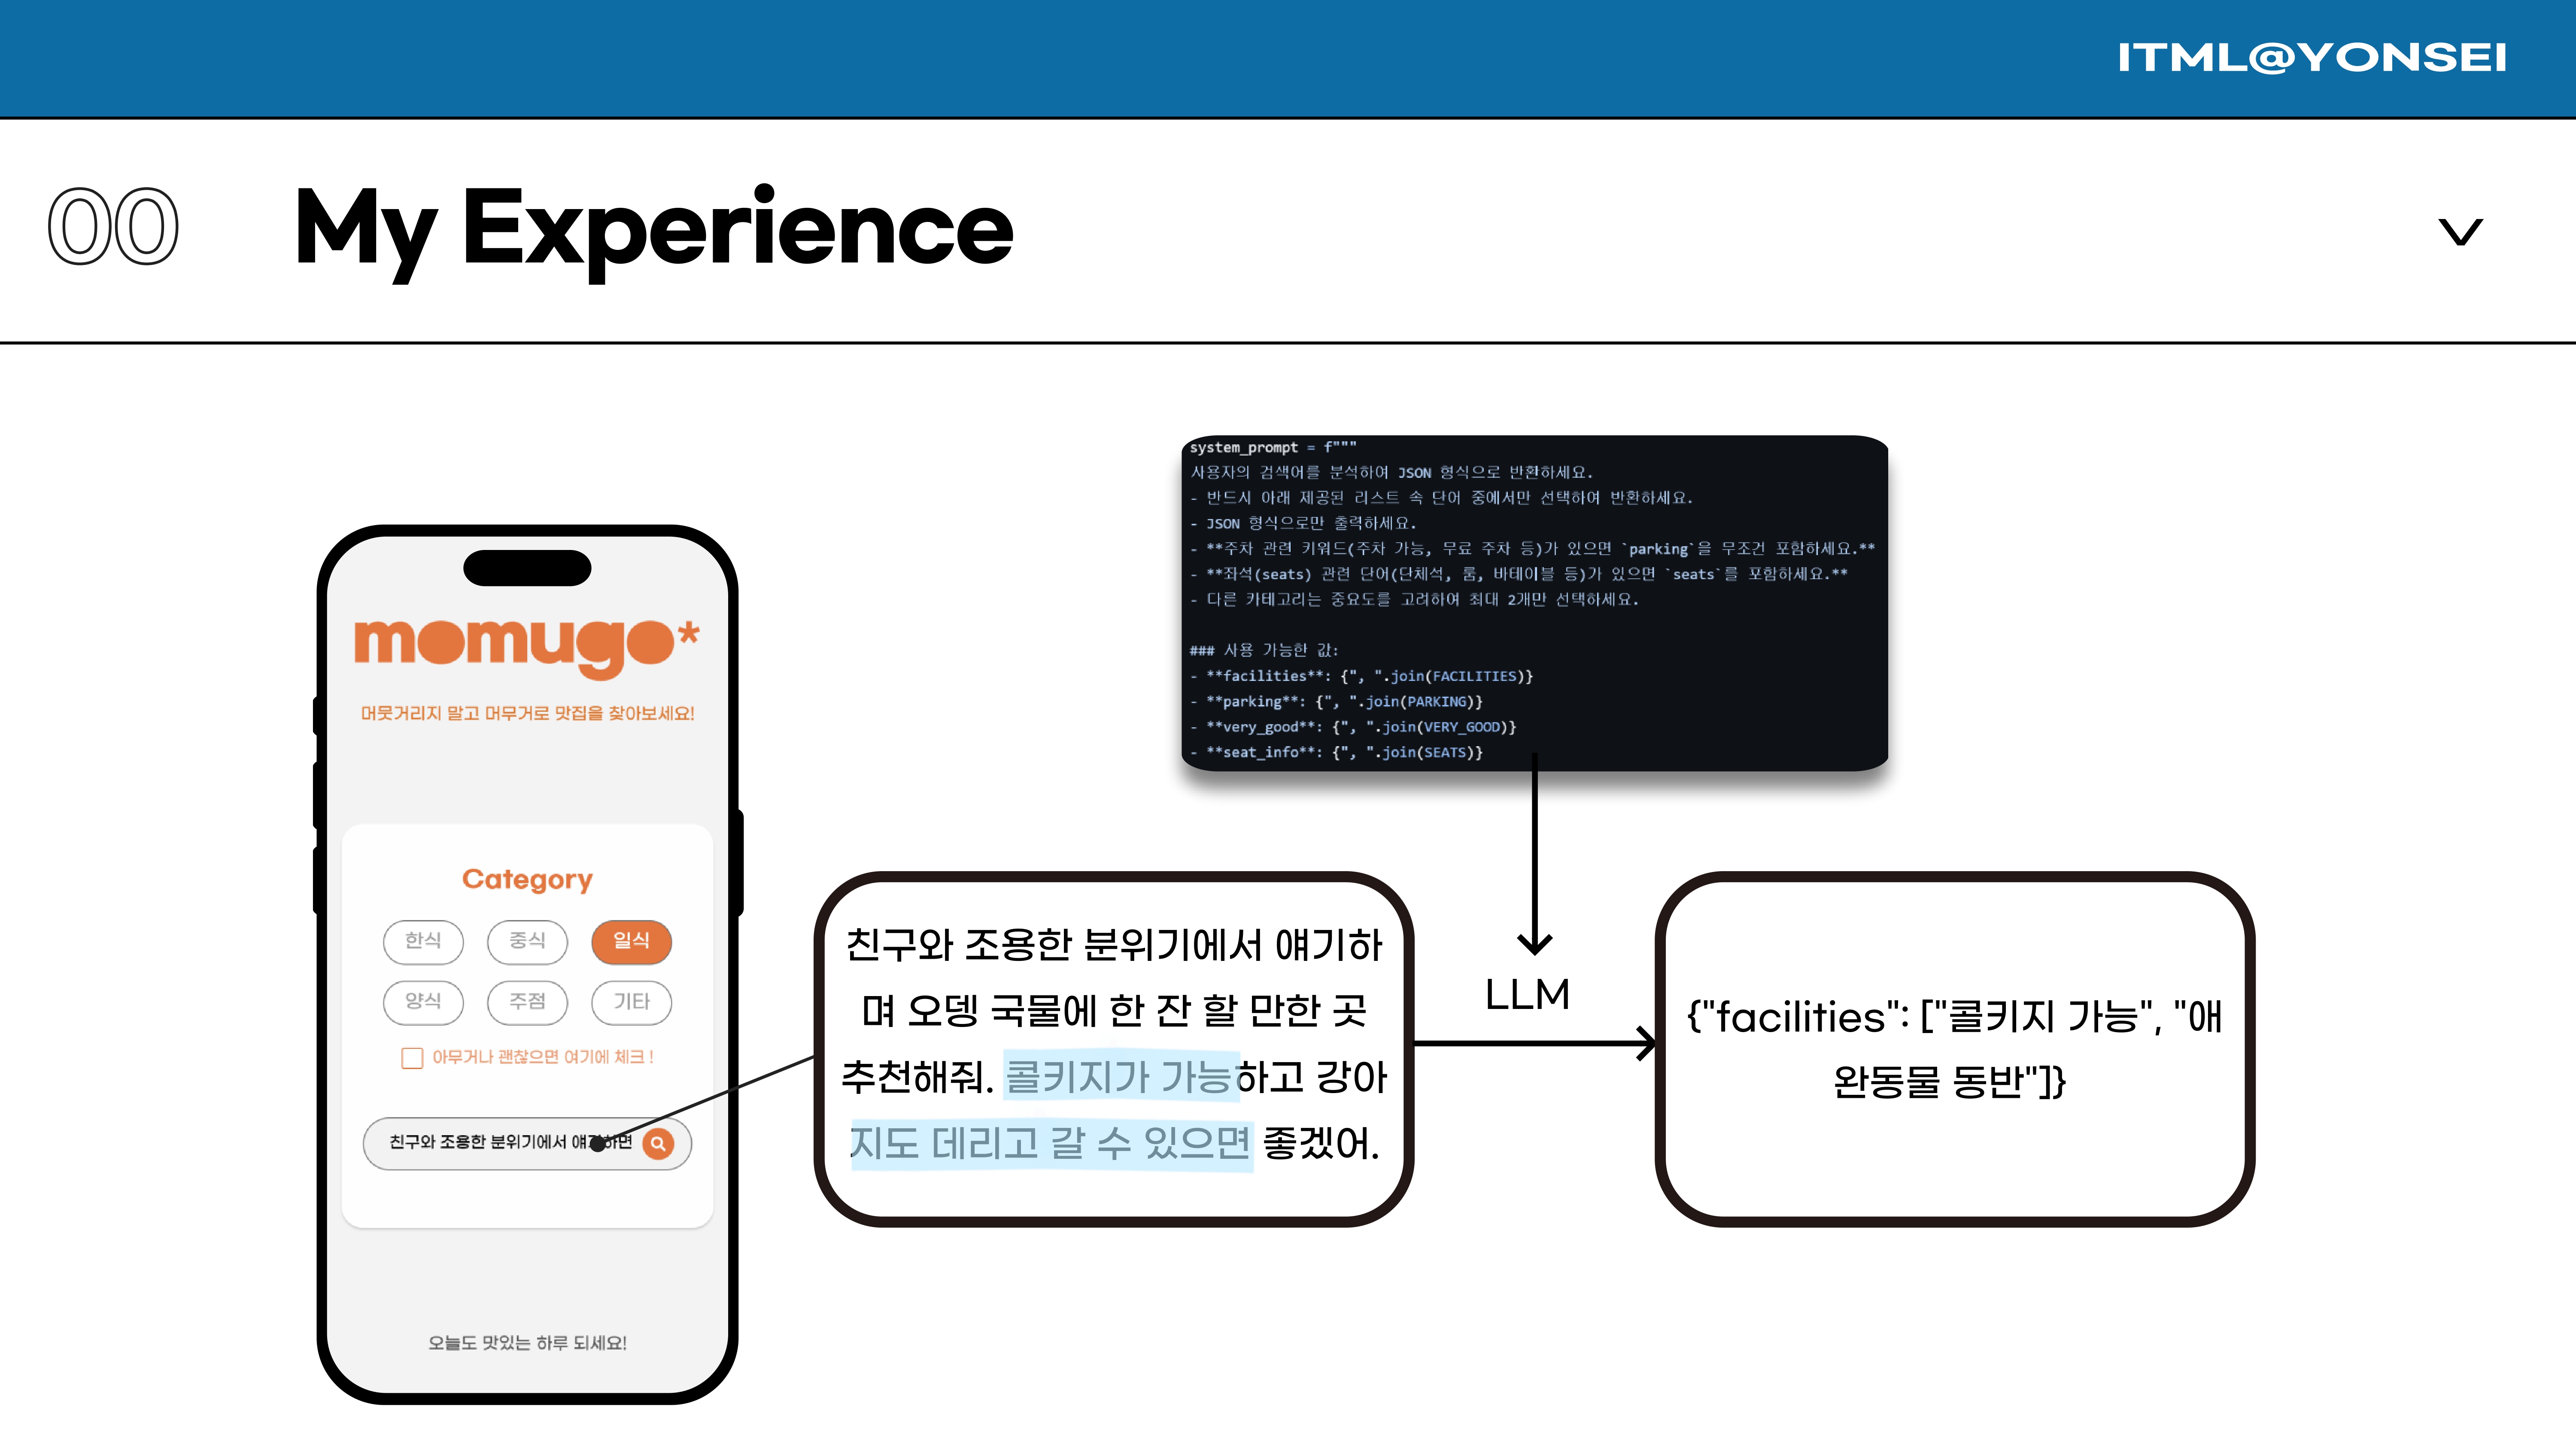 ITML@YONSEI
00 My Experience
V
system_prompt = f"""
사용자의 검색어를 분석하여 JSON 형식으로 반환하세요.
- 반드시 아래 제공된 리스트 속 단어 중에서만 선택하여 반환하세요.
- JSON 형식으로만 출력하세요.
- **주차 관련 키워드(주차 가능, 무료 주차 등)가 있으면 `parking`을 무조건 포함하세요.**
- **좌석(seats) 관련 단어(단체석, 룸, 바테이블 등)가 있으면 `seats`를 포함하세요.**
- 다른 카테고리는 중요도를 고려하여 최대 2개만 선택하세요.
### 사용 가능한 값:
- **facilities**: {", ".join(FACILITIES)}
- **parking**: {", ".join(PARKING)}
- **very_good**: {", ".join(VERY_GOOD)}
- **seat_info**: {", ".join(SEATS)}
momugo*
머뭇거리지 말고 머무거로 맛집을 찾아보세요!
Category
한식 중식 일식
양식 주점 기타
아무거나 괜찮으면 여기에 체크 !
친구와 조용한 분위기에서 얘기하면
오늘도 맛있는 하루 되세요!
친구와 조용한 분위기에서 얘기하
며 오뎅 국물에 한 잔 할 만한 곳
추천해줘. 콜키지가 가능하고 강아
지도 데리고 갈 수 있으면 좋겠어.
LLM
{"facilities": ["콜키지 가능", "애
완동물 동반"]}